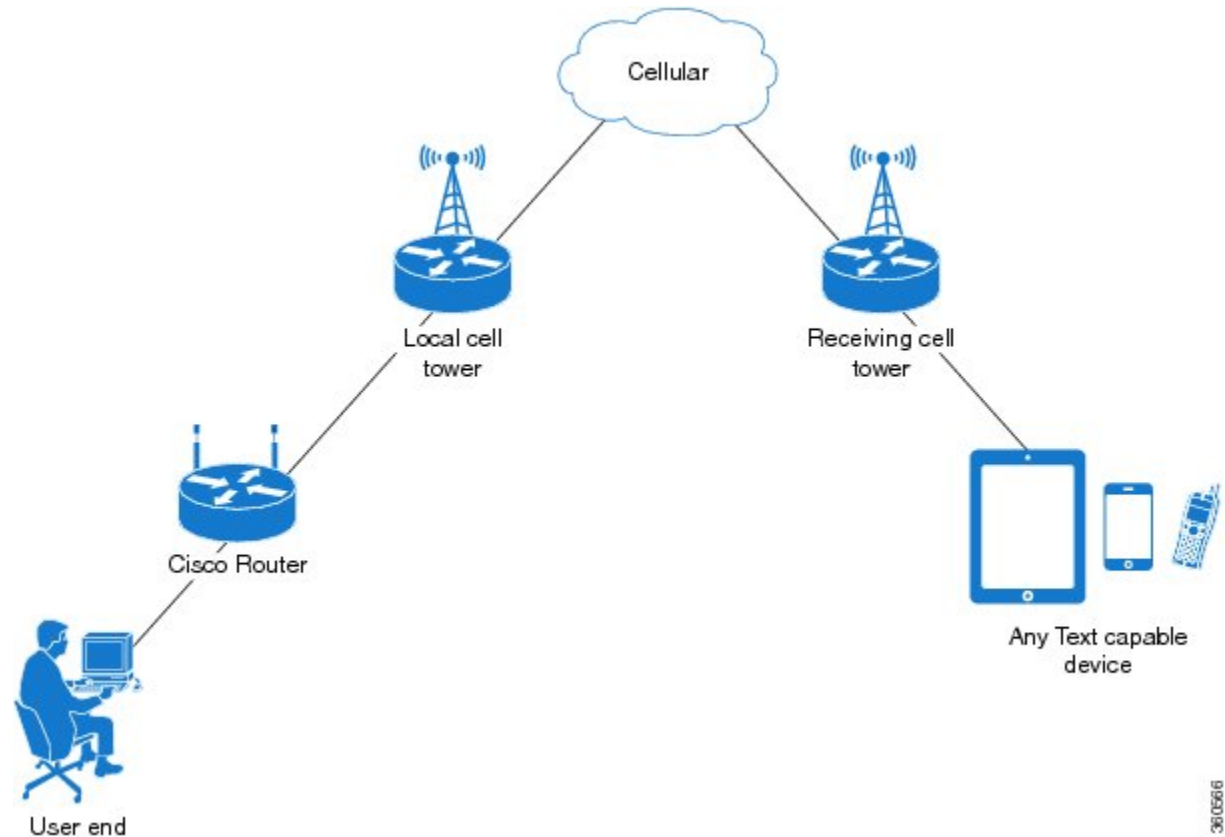 Cellular
Local cell
tower
Receiving cell
tower
Cisco Router
Any Text capable
device
User end
360566